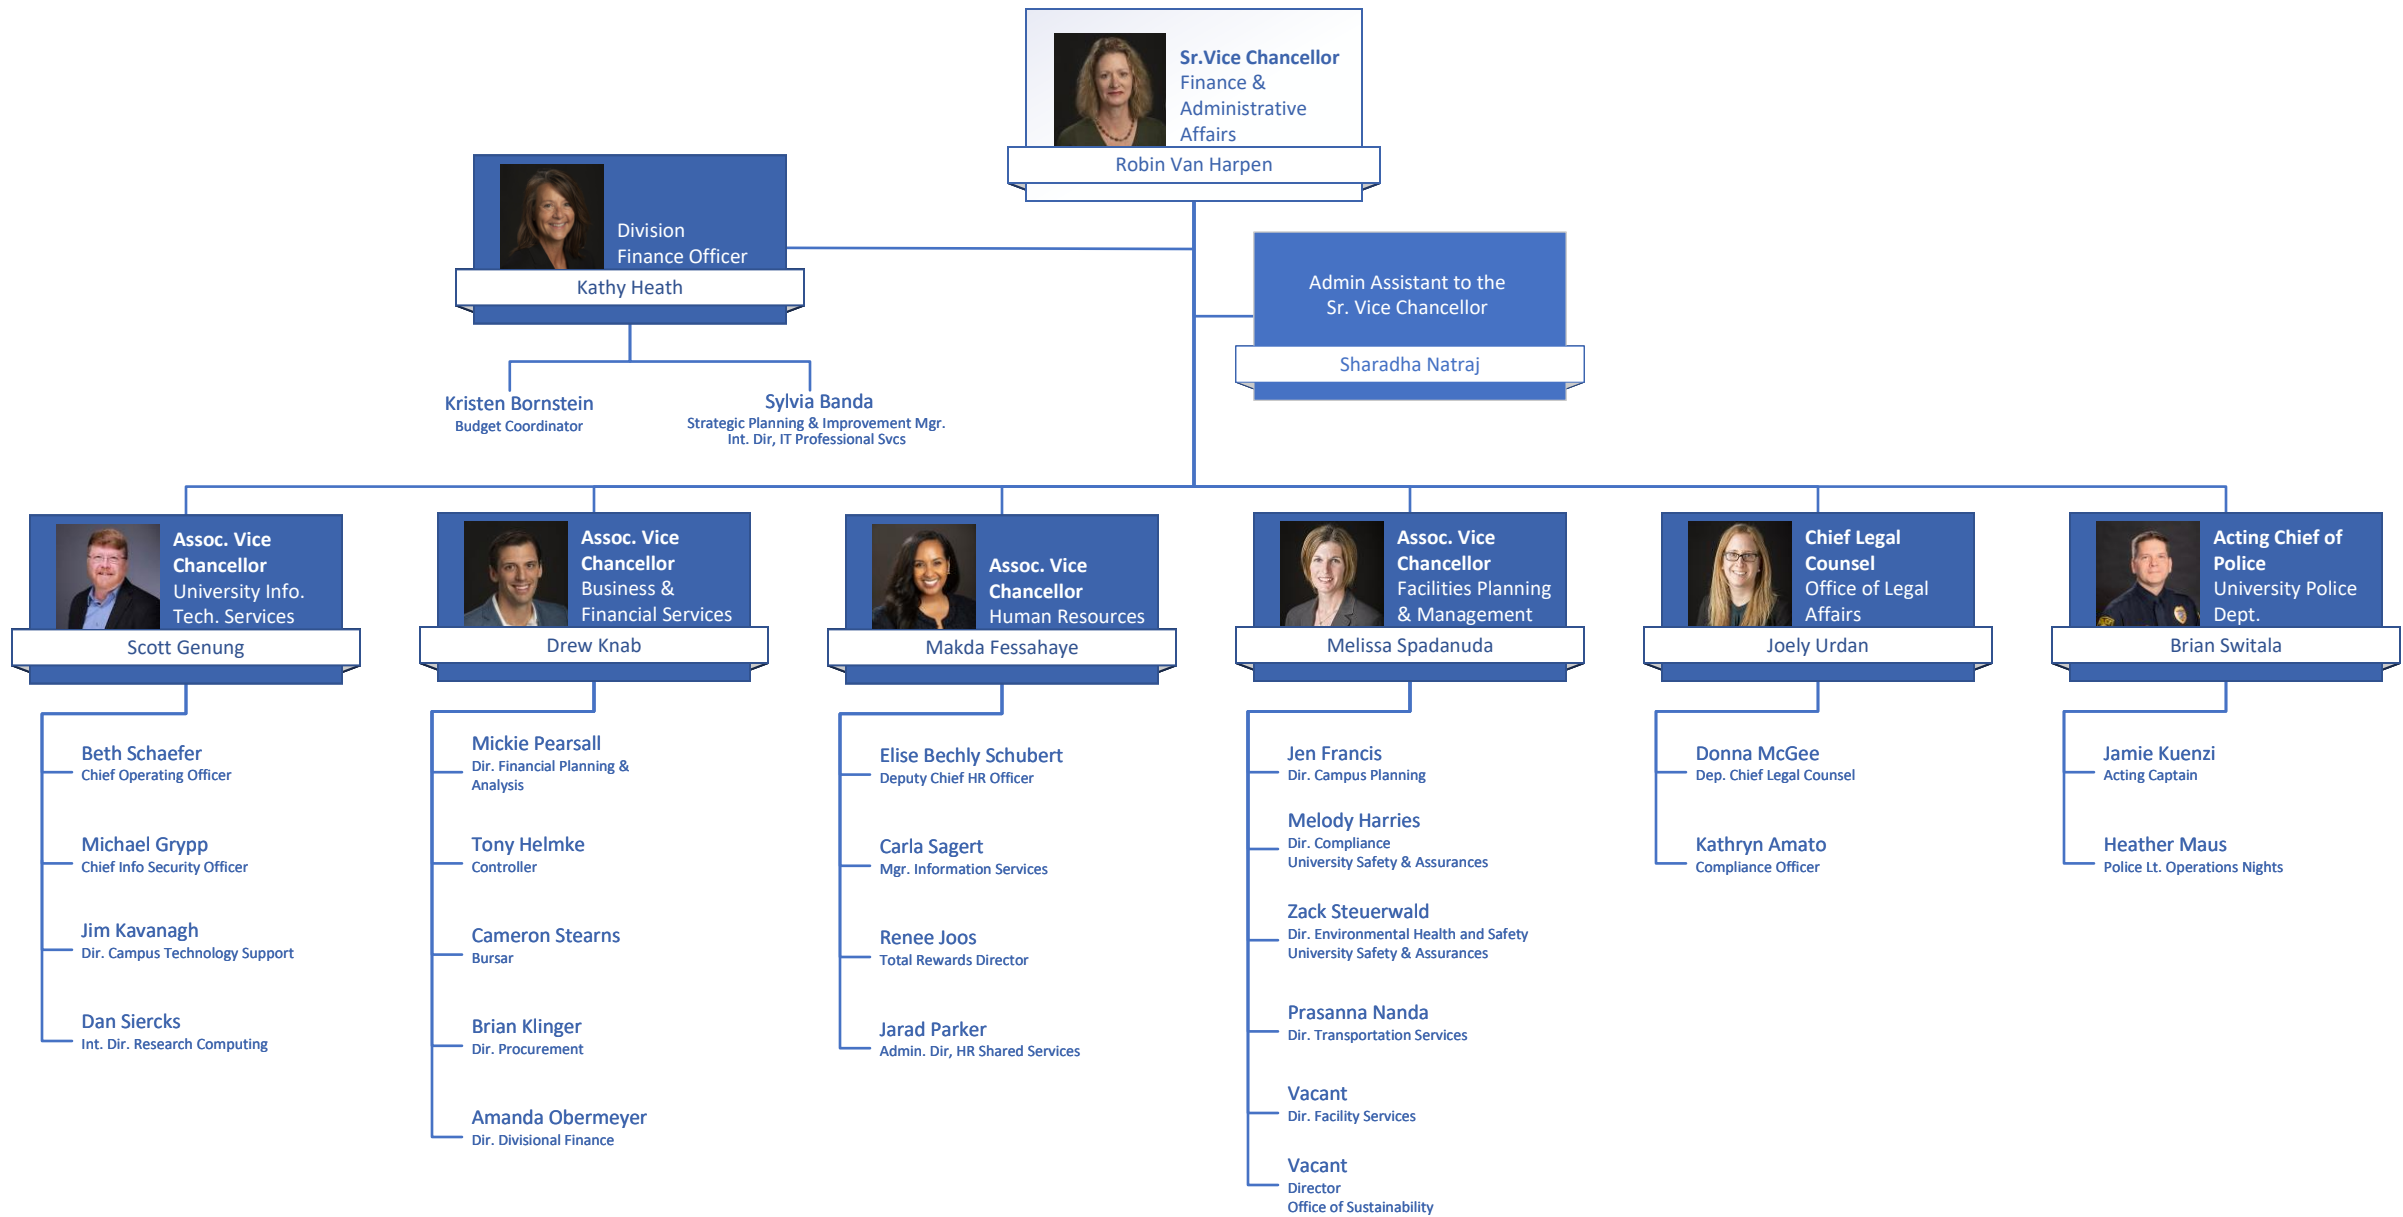 Sr.Vice Chancellor
Finance &
Administrative
Affairs
Robin Van Harpen
Division
Finance Officer
Kathy Heath
Admin Assistant to the
Sr. Vice Chancellor
Sharadha Natraj
Kristen Bornstein
Budget Coordinator
Sylvia Banda
Strategic Planning & Improvement Mgr.
Int. Dir, IT Professional Svcs
Assoc. Vice
Chancellor
University Info.
Tech. Services
Scott Genung
Beth Schaefer
Chief Operating Officer
Michael Grypp
Chief Info Security Officer
Jim Kavanagh
Dir. Campus Technology Support
Dan Siercks
Int. Dir. Research Computing
Assoc. Vice
Chancellor
Business &
Financial Services
Drew Knab
Mickie Pearsall
Dir. Financial Planning &
Analysis
Tony Helmke
Controller
Cameron Stearns
Bursar
Brian Klinger
Dir. Procurement
Amanda Obermeyer
Dir. Divisional Finance
Assoc. Vice
Chancellor
Human Resources
Makda Fessahaye
Elise Bechly Schubert
Deputy Chief HR Officer
Carla Sagert
Mgr. Information Services
Renee Joos
Total Rewards Director
Jarad Parker
Admin. Dir, HR Shared Services
Assoc. Vice
Chancellor
Facilities Planning
& Management
Melissa Spadanuda
Jen Francis
Dir. Campus Planning
Melody Harries
Dir. Compliance
University Safety & Assurances
Zack Steuerwald
Dir. Environmental Health and Safety
University Safety & Assurances
Prasanna Nanda
Dir. Transportation Services
Vacant
Dir. Facility Services
Vacant
Director
Office of Sustainability
Chief Legal
Counsel
Office of Legal
Affairs
Joely Urdan
Donna McGee
Dep. Chief Legal Counsel
Kathryn Amato
Compliance Officer
Acting Chief of
Police
University Police
Dept.
Brian Switala
Jamie Kuenzi
Acting Captain
Heather Maus
Police Lt. Operations Nights